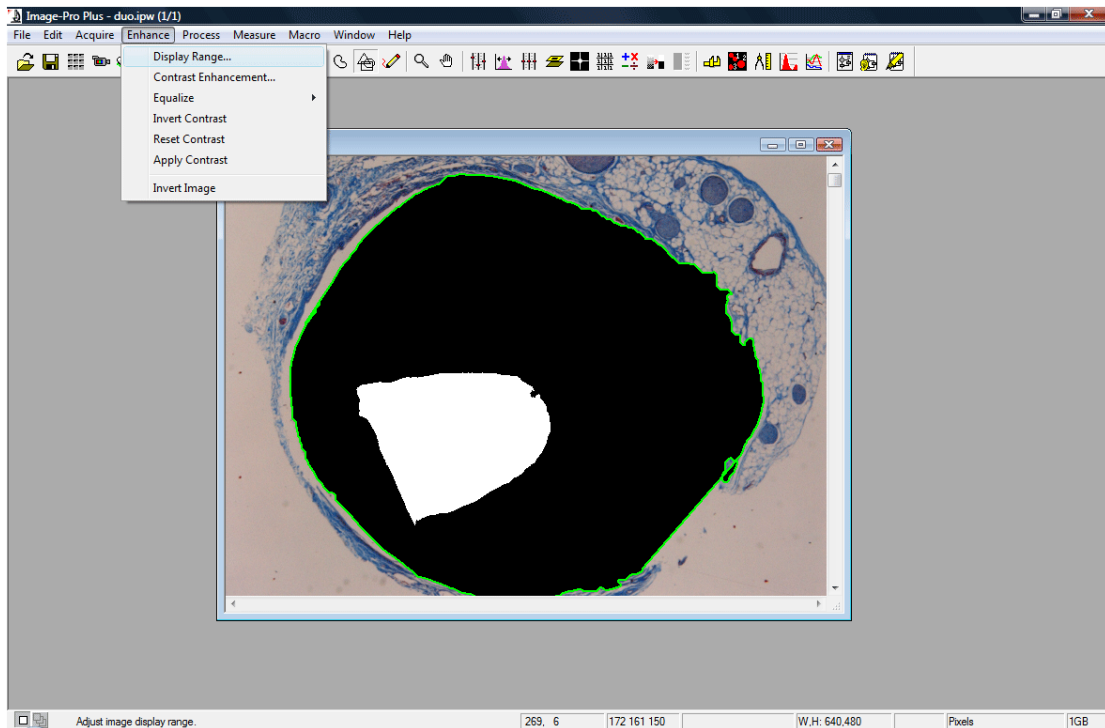 Image-Pro Plus - duo.ipw (1/1)
File Edit Acquire Enhance Process Measure Macro Window Help
Display Range...
Contrast Enhancement...
Equalize
Invert Contrast
Reset Contrast
Apply Contrast
Invert Image
Adjust image display range. 269, 6 172 161 150 W,H: 640,480 Pixels 1GB